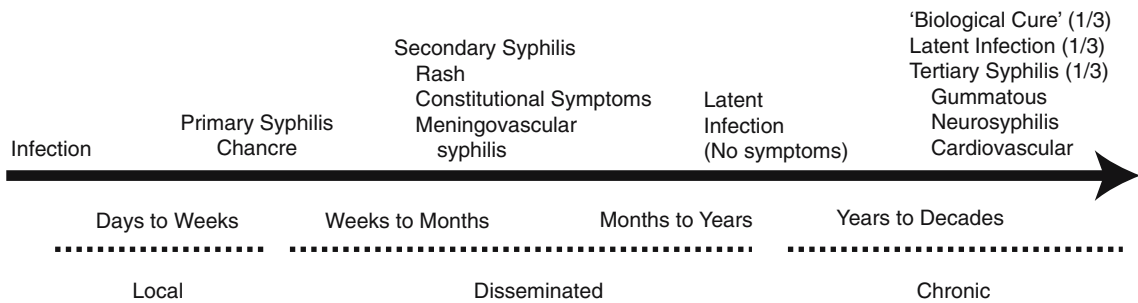 Infection
Primary Syphilis
Chancre
Secondary Syphilis
Rash
Constitutional Symptoms
Meningovascular
syphilis
Latent
Infection
(No symptoms)
‘Biological Cure’ (1/3)
Latent Infection (1/3)
Tertiary Syphilis (1/3)
Gummatous
Neurosyphilis
Cardiovascular
Days to Weeks
Weeks to Months
Months to Years
Years to Decades
Local
Disseminated
Chronic